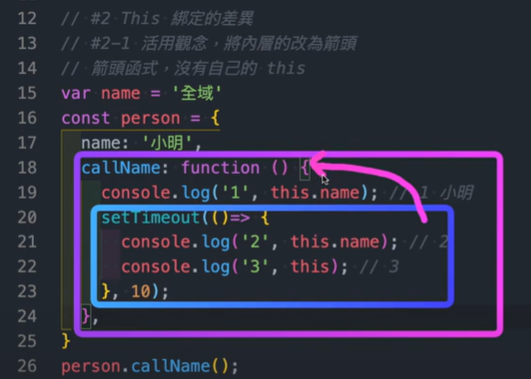 12 // #2 This 綁定的差異
13 // #2-1 活用觀念，將內層的改為箭頭
14 // 箭頭函式，沒有自己的 this
15 var name = '全域'
16 const person = {
17 name: '小明',
18 callName: function () {
19 console.log('1', this.name); // 1 小明
20 setTimeout(()=> {
21 console.log('2', this.name); // 2
22 console.log('3', this); // 3
23 }, 10);
24 },
25 }
26 person.callName();